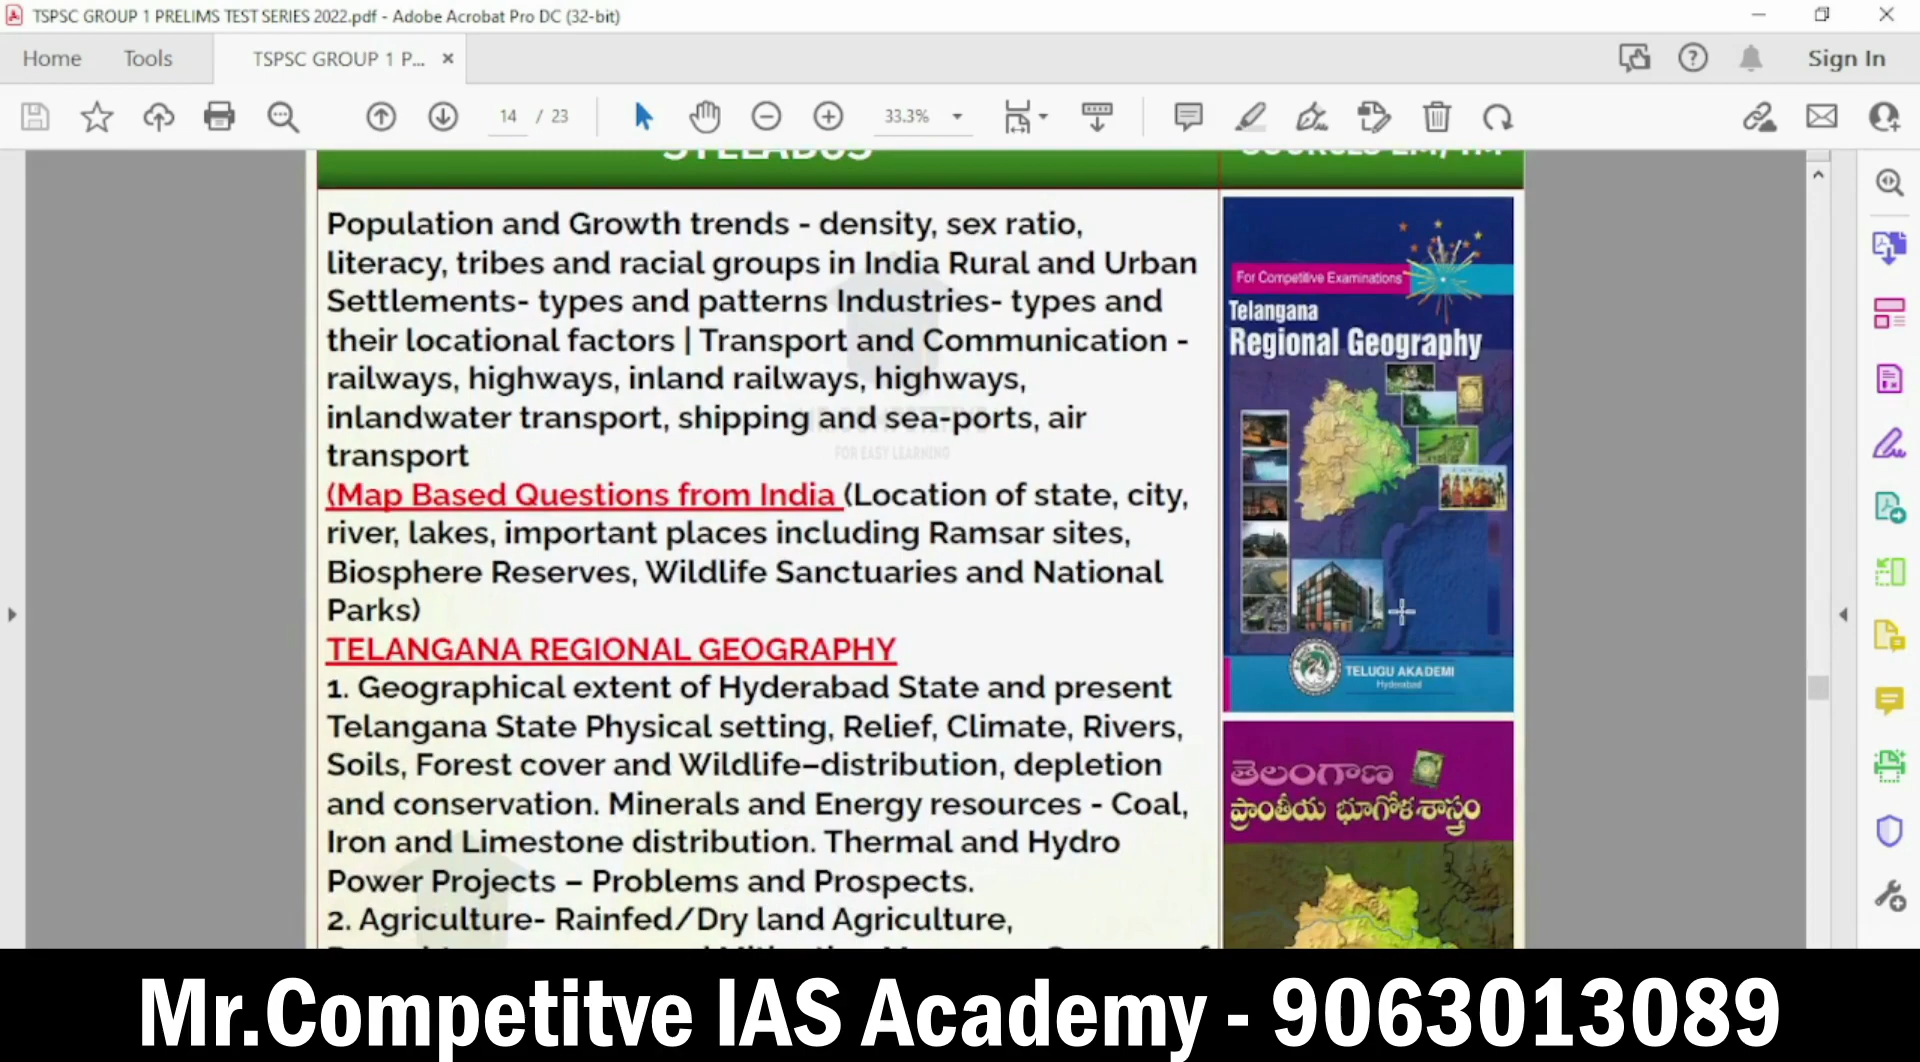 TSPSC GROUP 1 PRELIMS TEST SERIES 2022.pdf - Adobe Acrobat Pro DC (32-bit)
Home Tools TSPSC GROUP 1 P... Sign In
14 / 23 33.3%
SYLLABUS
SOURCES EM/TM
Population and Growth trends - density, sex ratio,
literacy, tribes and racial groups in India Rural and Urban
Settlements- types and patterns Industries- types and
their locational factors | Transport and Communication -
railways, highways, inland railways, highways,
inlandwater transport, shipping and sea-ports, air
transport
(Map Based Questions from India (Location of state, city,
river, lakes, important places including Ramsar sites,
Biosphere Reserves, Wildlife Sanctuaries and National
Parks)
TELANGANA REGIONAL GEOGRAPHY
1. Geographical extent of Hyderabad State and present
Telangana State Physical setting, Relief, Climate, Rivers,
Soils, Forest cover and Wildlife–distribution, depletion
and conservation. Minerals and Energy resources - Coal,
Iron and Limestone distribution. Thermal and Hydro
Power Projects – Problems and Prospects.
2. Agriculture- Rainfed/Dry land Agriculture,
FOR EASY LEARNING
For Competitive Examinations
Telangana
Regional Geography
TELUGU AKADEMI
Hyderabad
తెలంగాణ
ప్రాంతీయ భూగోళశాస్త్రం
Mr.Competitve IAS Academy - 9063013089